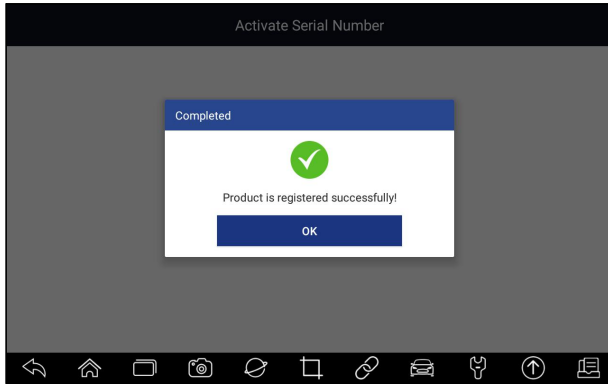 Activate Serial Number
Completed
Product is registered successfully!
OK